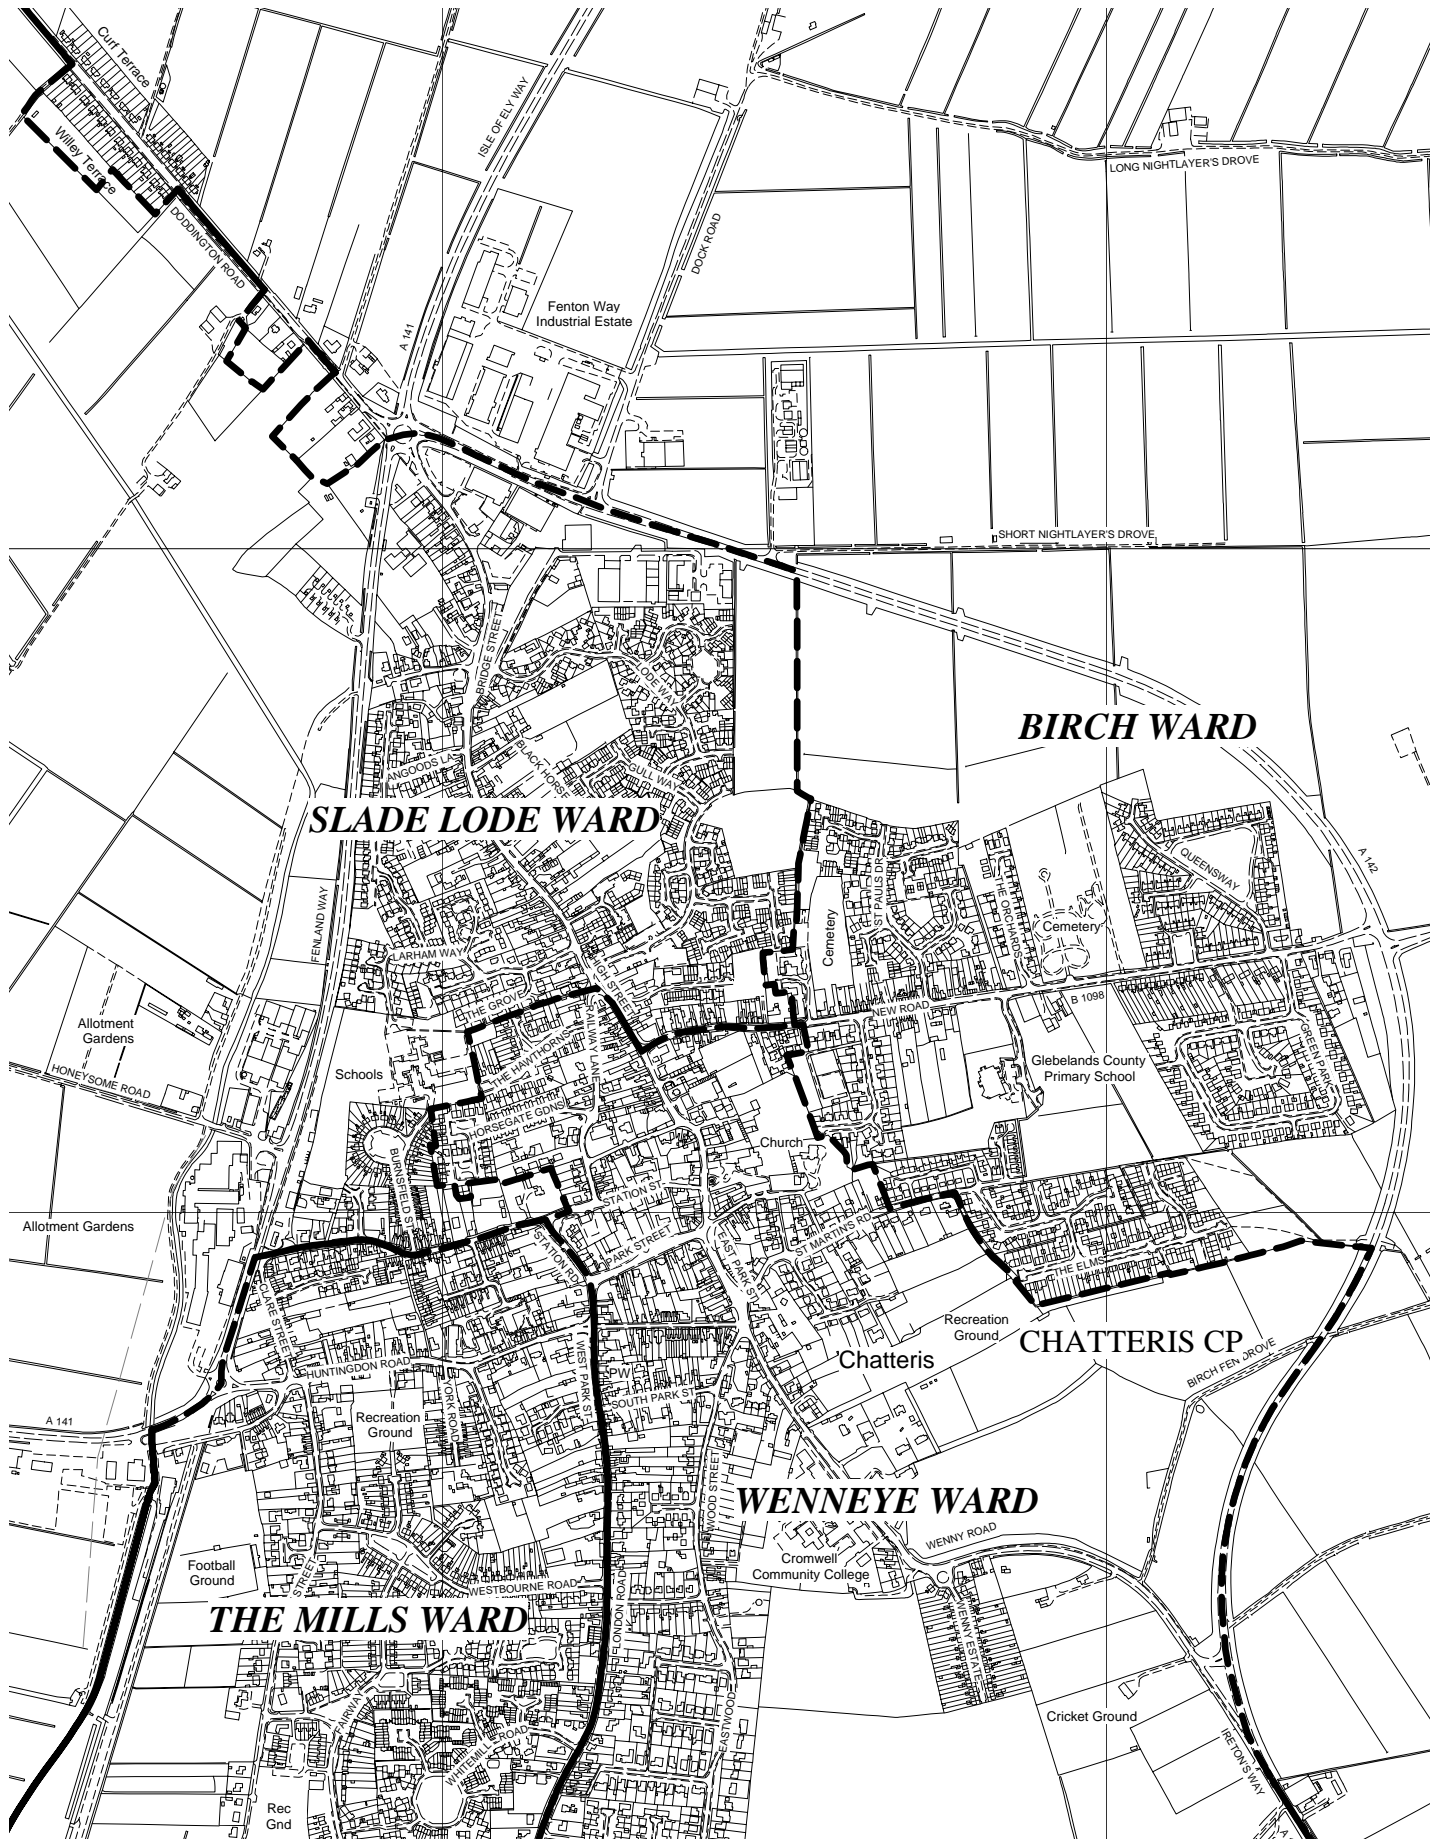 Curf Terrace
Willey Terrace
DODDINGTON ROAD
ISLE OF ELY WAY
A 141
DOCK ROAD
Fenton Way
Industrial Estate
LONG NIGHTLAYER'S DROVE
SHORT NIGHTLAYER'S DROVE
BRIDGE STREET
LODE WAY
BLACK HORSE
GULL WAY
ANGOODS LA
BIRCH WARD
SLADE LODE WARD
FENLAND WAY
LARHAM WAY
THE GROVE
HIGH STREET
ST PAULS DR
Cemetery
THE ORCHARDS
Cemetery
QUEENSWAY
A 142
B 1098
NEW ROAD
GREEN PARK
Glebelands County
Primary School
Allotment
Gardens
HONEYSOME ROAD
Schools
THE HAWTHORNS
RAILWAY LANE
HORSEGATE GDNS
BURNSFIELD ST
Church
STATION ST
PARK STREET
STATION RD
EAST PARK ST
ST MARTINS RD
THE ELMS
Allotment Gardens
CLARE STREET
HUNTINGDON ROAD
YORK ROAD
WEST PARK ST
PW
SOUTH PARK ST
Chatteris
Recreation
Ground
CHATTERIS CP
BIRCH FEN DROVE
A 141
Recreation
Ground
WOOD STREET
WENNEYE WARD
WENNY ROAD
Cromwell
Community College
WENNY ESTATE
Football
Ground
STREET
WESTBOURNE ROAD
LONDON ROAD
THE MILLS WARD
FAIRWAY
WHITEMILL ROAD
EASTWOOD
Cricket Ground
IRETONS WAY
Rec
Gnd